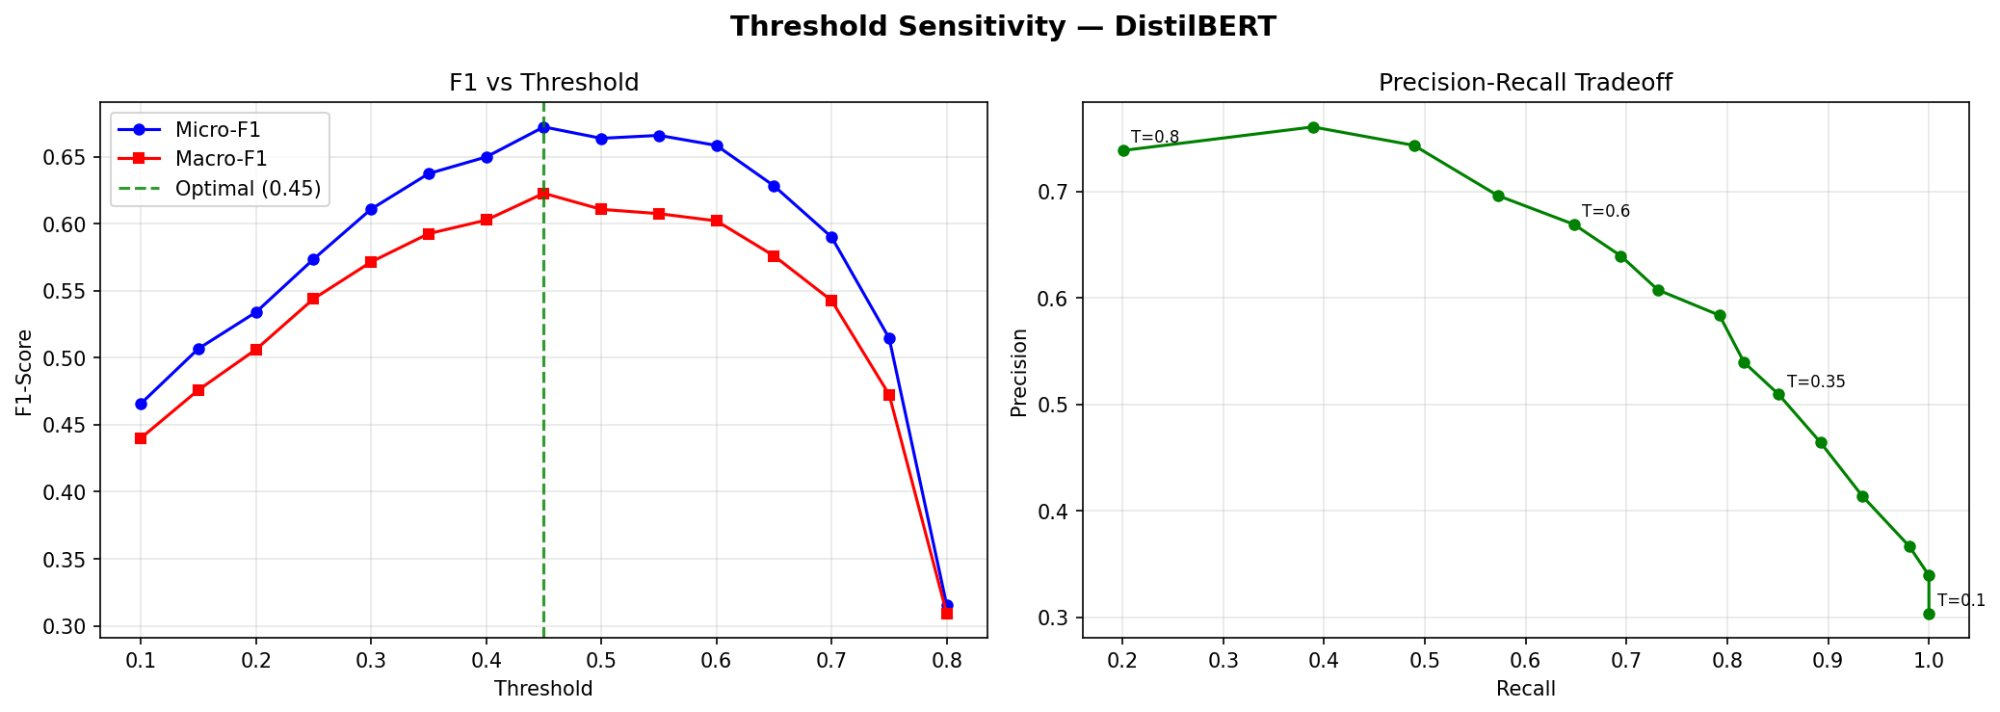 Threshold Sensitivity — DistilBERT
F1 vs Threshold
Micro-F1
Macro-F1
Optimal (0.45)
F1-Score
0.65
0.60
0.55
0.50
0.45
0.40
0.35
0.30
0.1 0.2 0.3 0.4 0.5 0.6 0.7 0.8
Threshold
Precision-Recall Tradeoff
T=0.8
T=0.6
T=0.35
T=0.1
Precision
0.7
0.6
0.5
0.4
0.3
0.2 0.3 0.4 0.5 0.6 0.7 0.8 0.9 1.0
Recall